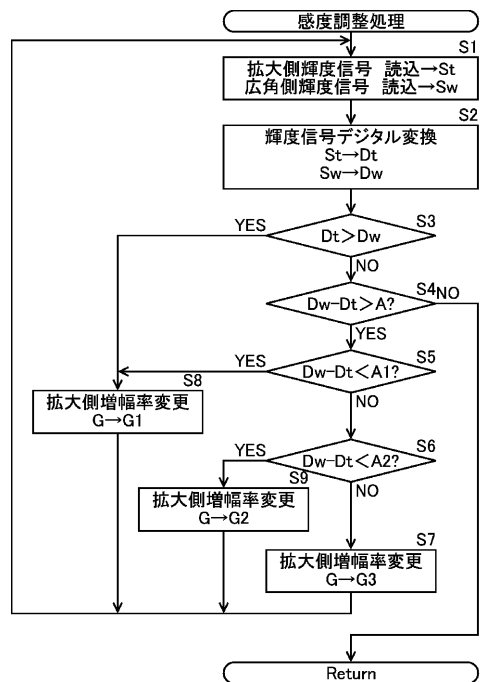 感度調整処理
S1
拡大側輝度信号 読込→St
広角側輝度信号 読込→Sw
S2
輝度信号デジタル変換
St→Dt
Sw→Dw
S3
YES
Dt＞Dw
NO
S4
NO
Dw-Dt＞A?
YES
S5
YES
Dw-Dt＜A1?
NO
S8
拡大側増幅率変更
G→G1
S6
YES
Dw-Dt＜A2?
NO
S9
拡大側増幅率変更
G→G2
S7
拡大側増幅率変更
G→G3
Return